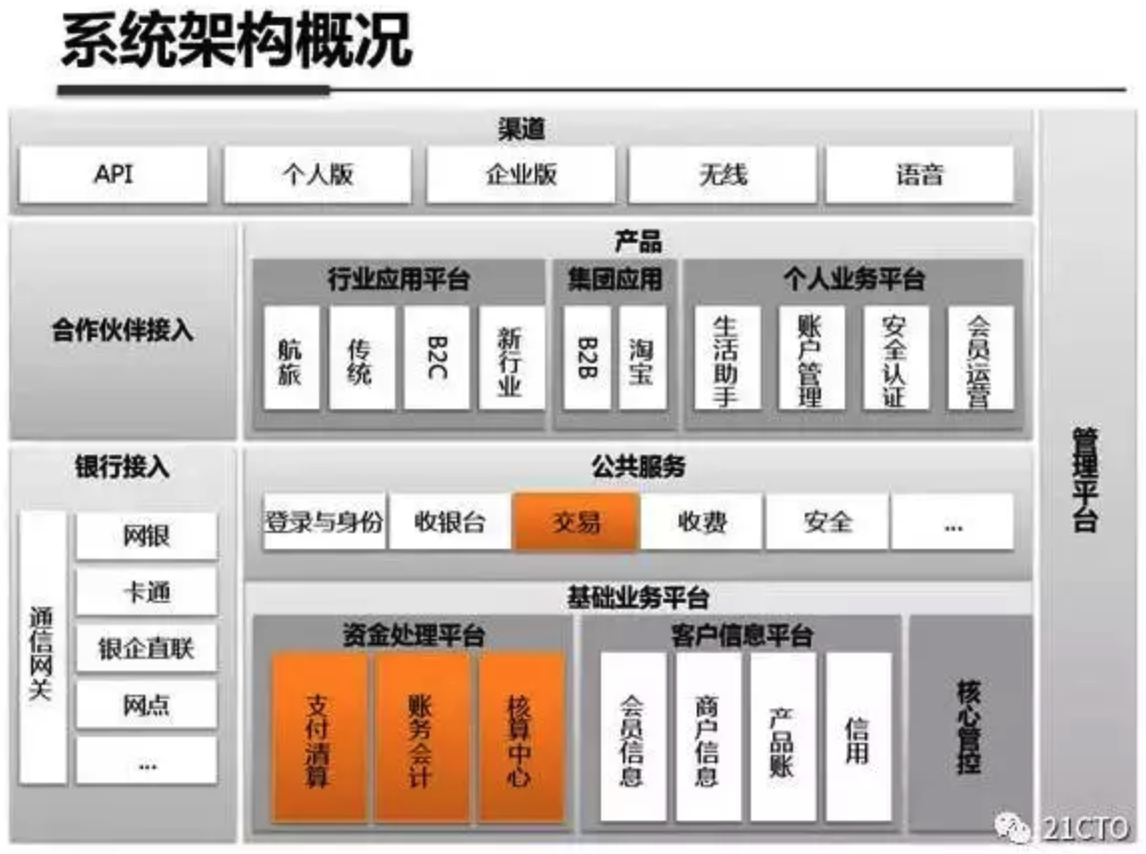 系统架构概况
渠道
API
个人版
企业版
无线
语音
合作伙伴接入
产品
行业应用平台
航旅
传统
B2C
新行业
集团应用
B2B
淘宝
个人业务平台
生活助手
账户管理
安全认证
会员运营
管理平台
银行接入
通信网关
网银
卡通
银企直联
网点
...
公共服务
登录与身份
收银台
交易
收费
安全
...
基础业务平台
资金处理平台
支付清算
账务会计
核算中心
客户信息平台
会员信息
商户信息
产品账
信用
核心管控
21CTO